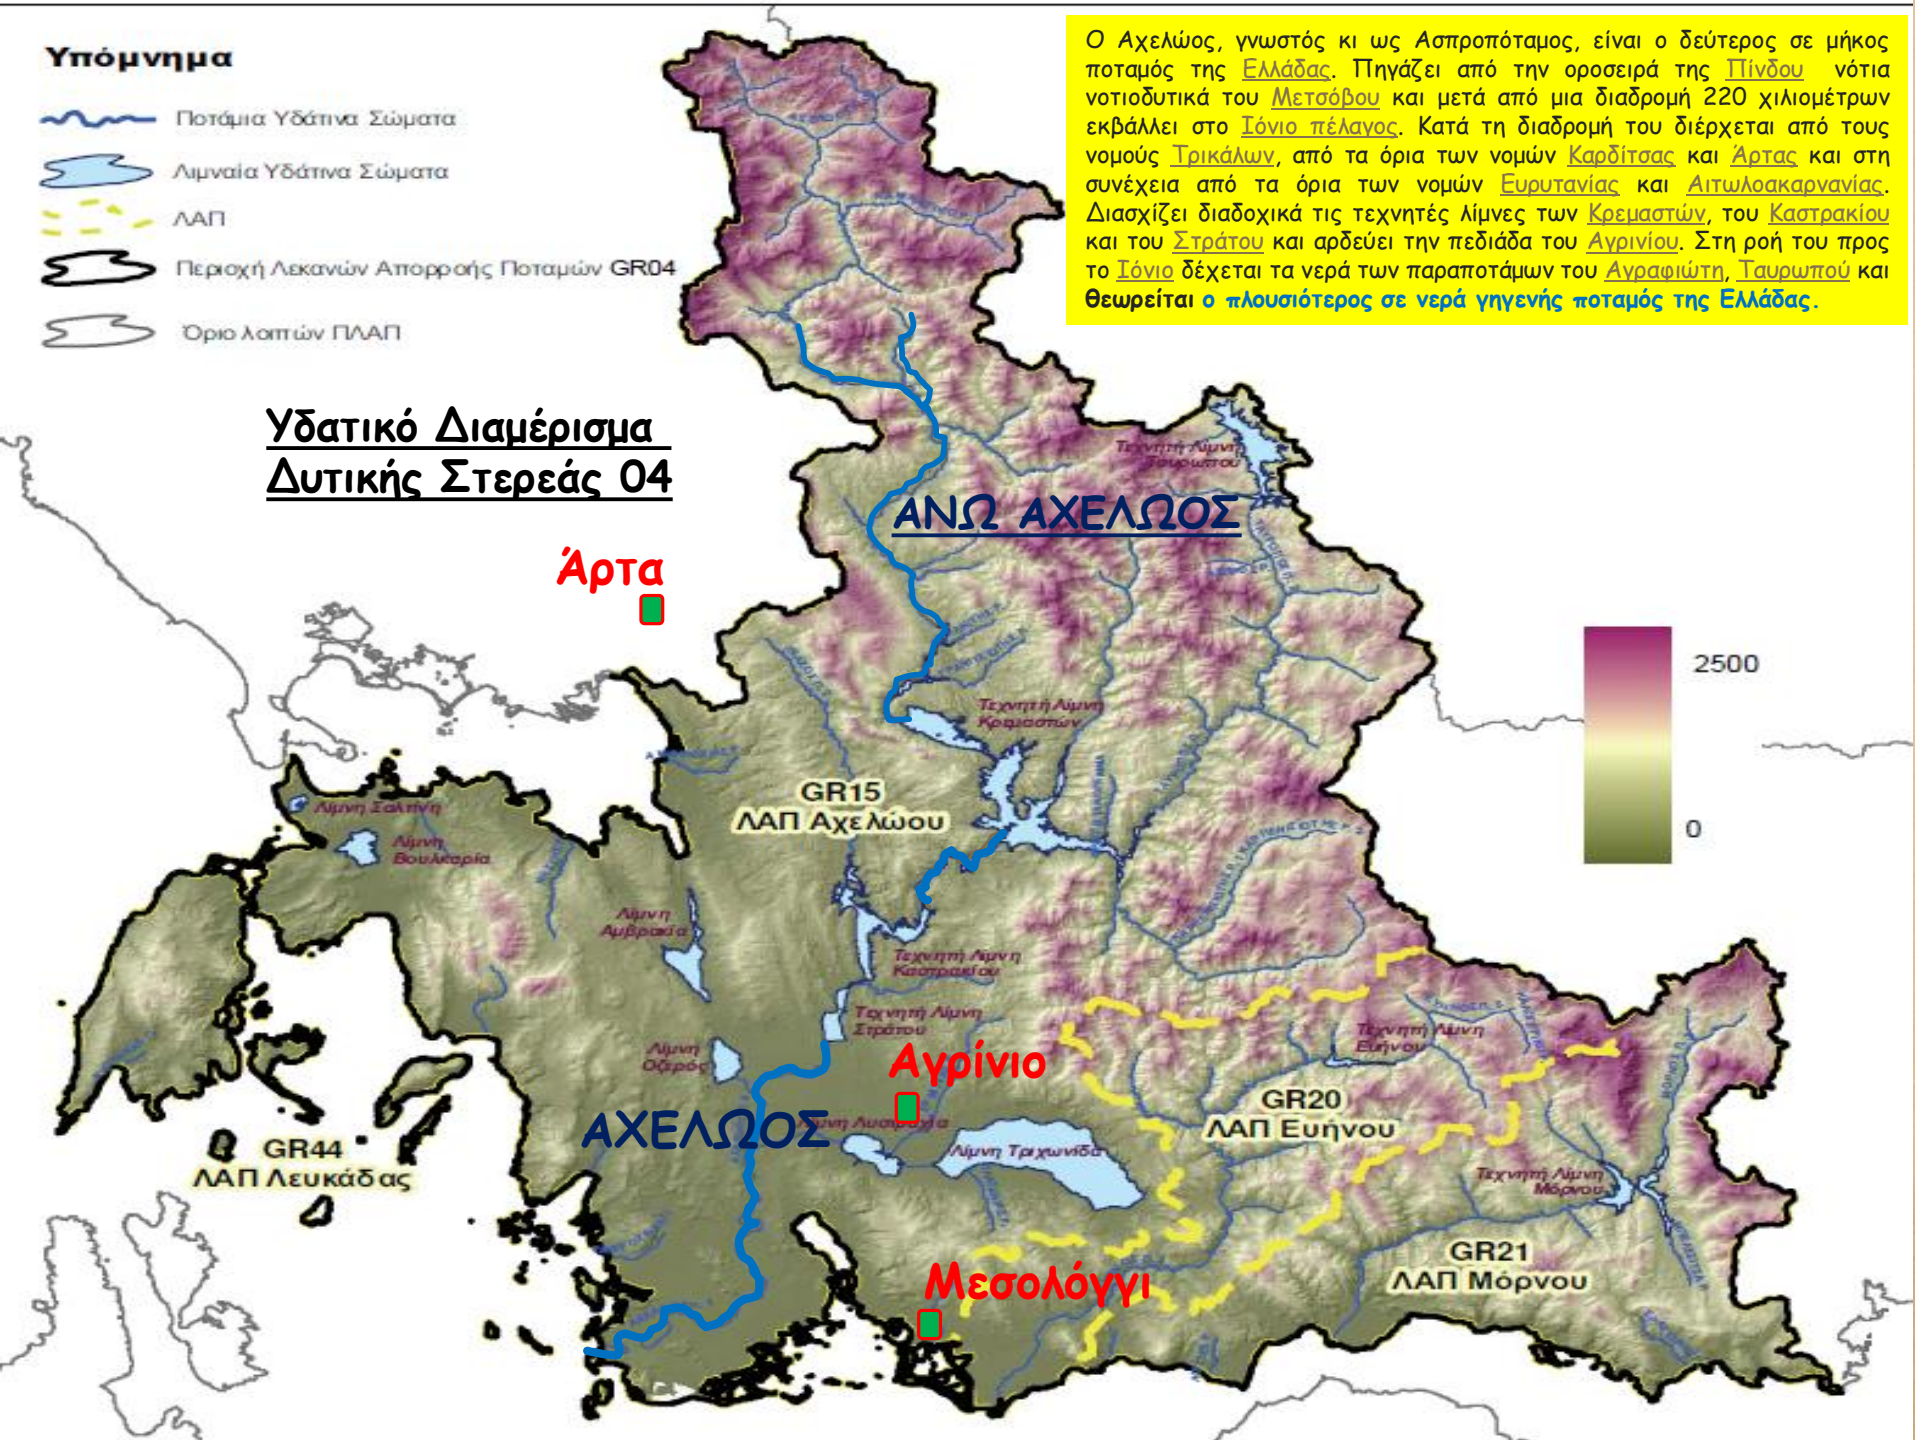 Υπόμνημα
Ποτάμια Υδάτινα Σώματα
Λιμναία Υδάτινα Σώματα
ΛΑΠ
Περιοχή Λεκανών Απορροής Ποταμών GR04
Όριο λοιπών ΠΛΑΠ
Ο Αχελώος, γνωστός κι ως Ασπροπόταμος, είναι ο δεύτερος σε μήκος
ποταμός της Ελλάδας. Πηγάζει από την οροσειρά της Πίνδου νότια
νοτιοδυτικά του Μετσόβου και μετά από μια διαδρομή 220 χιλιομέτρων
εκβάλλει στο Ιόνιο πέλαγος. Κατά τη διαδρομή του διέρχεται από τους
νομούς Τρικάλων, από τα όρια των νομών Καρδίτσας και Άρτας και στη
συνέχεια από τα όρια των νομών Ευρυτανίας και Αιτωλοακαρνανίας.
Διασχίζει διαδοχικά τις τεχνητές λίμνες των Κρεμαστών, του Καστρακίου
και του Στράτου και αρδεύει την πεδιάδα του Αγρινίου. Στη ροή του προς
το Ιόνιο δέχεται τα νερά των παραποτάμων του Αγραφιώτη, Ταυρωπού και
θεωρείται ο πλουσιότερος σε νερά γηγενής ποταμός της Ελλάδας.
Υδατικό Διαμέρισμα
Δυτικής Στερεάς 04
Τεχνητή Λίμνη
Ταυρωπού
ΑΝΩ ΑΧΕΛΩΟΣ
Άρτα
2500
0
Τεχνητή Λίμνη
Κρεμαστών
GR15
ΛΑΠ Αχελώου
Λίμνη Σαλτίνη
Λίμνη
Βουλκαρία
Λίμνη
Αμβρακία
Τεχνητή Λίμνη
Καστρακίου
Τεχνητή Λίμνη
Στράτου
Τεχνητή Λίμνη
Ευήνου
Λίμνη
Οζερός
Αγρίνιο
GR20
ΛΑΠ Ευήνου
ΑΧΕΛΩΟΣ
Λίμνη Τριχωνίδα
GR44
ΛΑΠ Λευκάδας
Τεχνητή Λίμνη
Μόρνου
GR21
ΛΑΠ Μόρνου
Μεσολόγγι